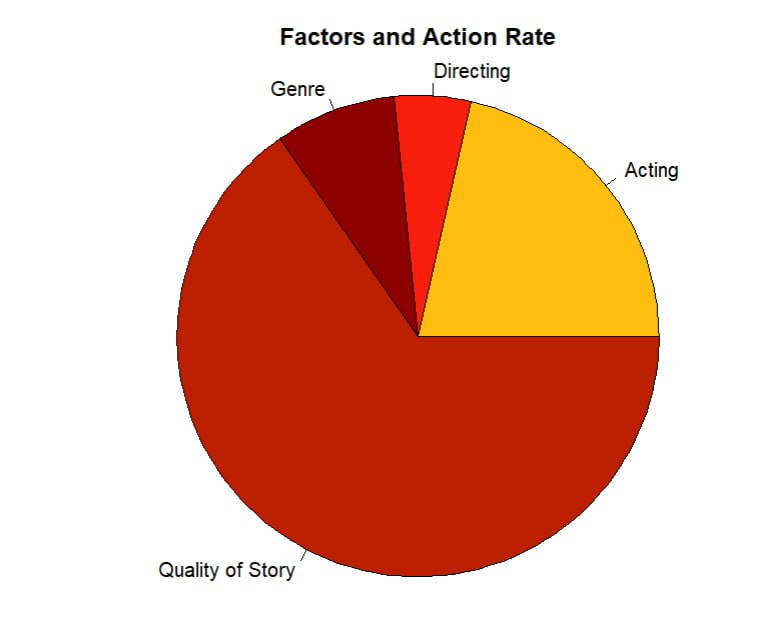 Factors and Action Rate
Directing
Genre
Acting
Quality of Story